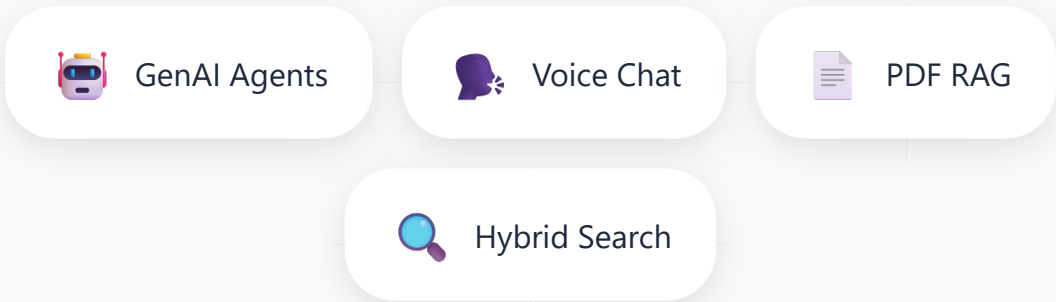 GenAI Agents
Voice Chat
PDF RAG
Hybrid Search